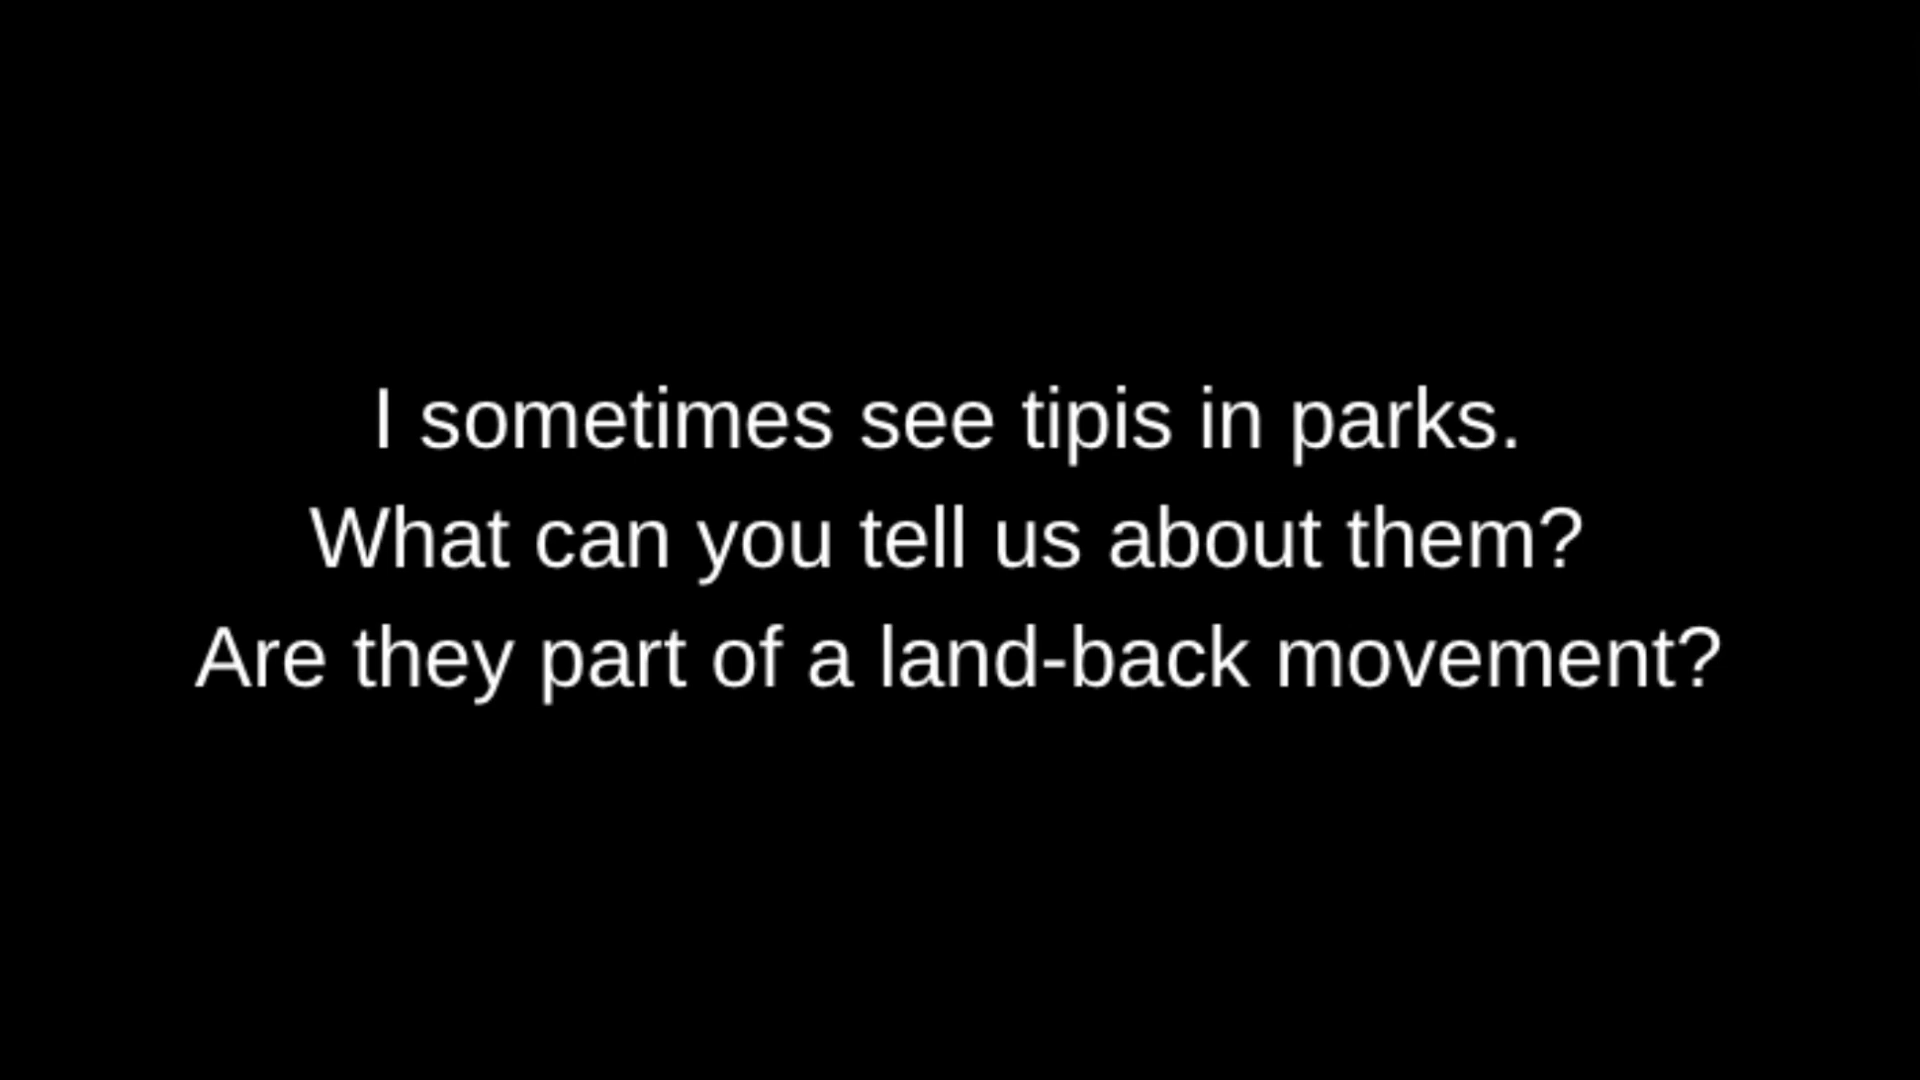 I sometimes see tipis in parks.
What can you tell us about them?
Are they part of a land-back movement?